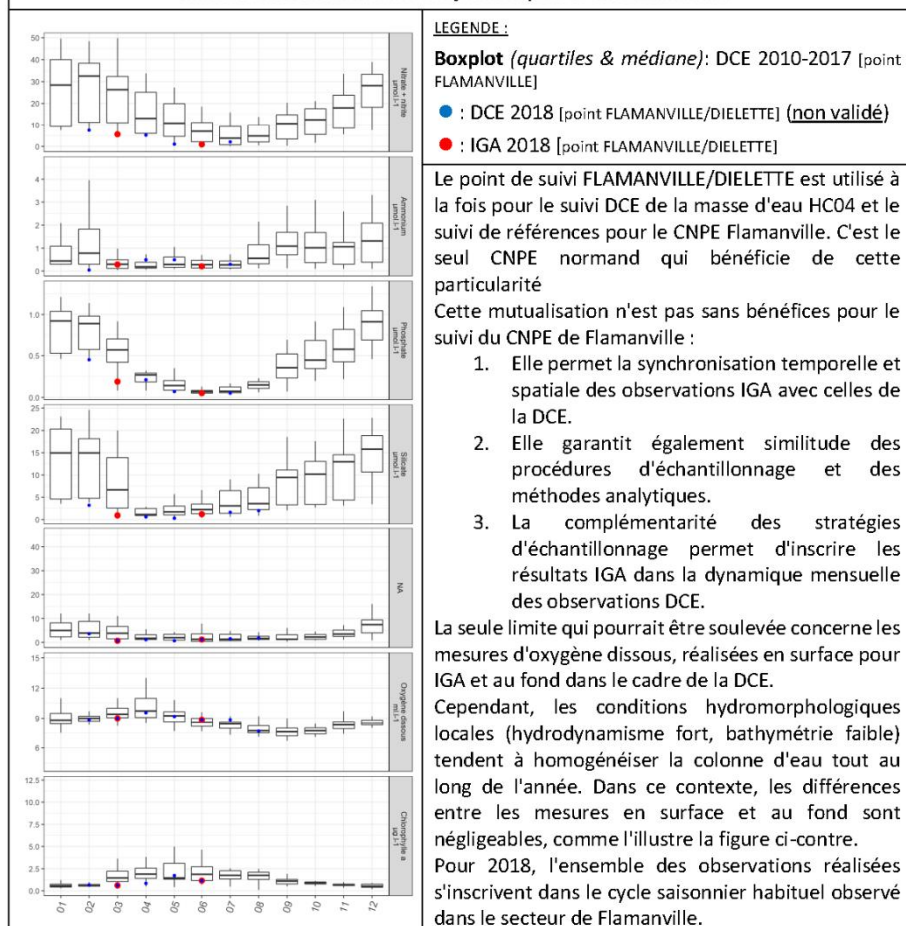 50
40
30
20
10
0
Nitrate + nitrite
µmol.l-1
4
3
2
1
0
Ammonium
µmol.l-1
1.0
0.5
0.0
Phosphate
µmol.l-1
25
20
15
10
5
0
Silicate
µmol.l-1
40
30
20
10
0
NA
15
12
9
6
Oxygène dissous
ml.l-1
12.5
10.0
7.5
5.0
2.5
0.0
Chlorophylle a
µg.l-1
01 02 03 04 05 06 07 08 09 10 11 12
LEGENDE :
Boxplot (quartiles & médiane): DCE 2010-2017 [point
FLAMANVILLE]
● : DCE 2018 [point FLAMANVILLE/DIELETTE] (non validé)
● : IGA 2018 [point FLAMANVILLE/DIELETTE]
Le point de suivi FLAMANVILLE/DIELETTE est utilisé à
la fois pour le suivi DCE de la masse d'eau HC04 et le
suivi de références pour le CNPE Flamanville. C'est le
seul CNPE normand qui bénéficie de cette
particularité
Cette mutualisation n'est pas sans bénéfices pour le
suivi du CNPE de Flamanville :
1. Elle permet la synchronisation temporelle et
spatiale des observations IGA avec celles de
la DCE.
2. Elle garantit également similitude des
procédures d'échantillonnage et des
méthodes analytiques.
3. La complémentarité des stratégies
d'échantillonnage permet d'inscrire les
résultats IGA dans la dynamique mensuelle
des observations DCE.
La seule limite qui pourrait être soulevée concerne les
mesures d'oxygène dissous, réalisées en surface pour
IGA et au fond dans le cadre de la DCE.
Cependant, les conditions hydromorphologiques
locales (hydrodynamisme fort, bathymétrie faible)
tendent à homogénéiser la colonne d'eau tout au
long de l'année. Dans ce contexte, les différences
entre les mesures en surface et au fond sont
négligeables, comme l'illustre la figure ci-contre.
Pour 2018, l'ensemble des observations réalisées
s'inscrivent dans le cycle saisonnier habituel observé
dans le secteur de Flamanville.